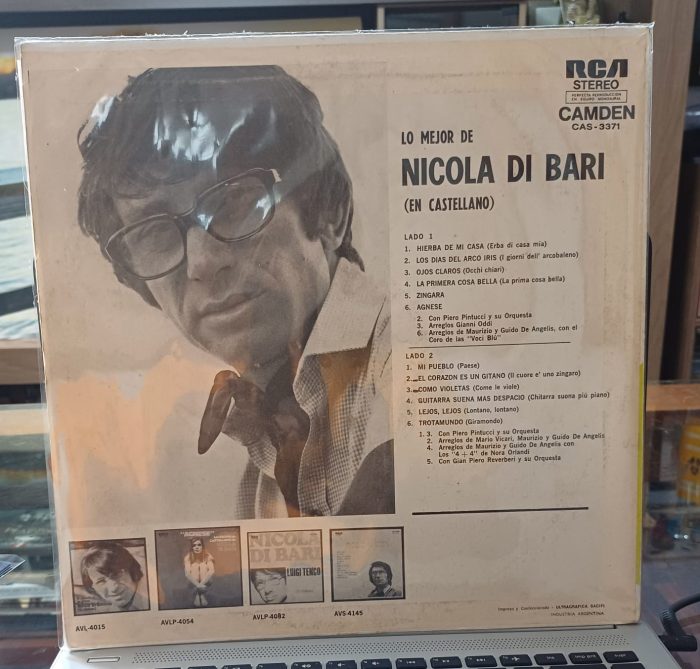 RCA
STEREO
PERFECTA REPRODUCCION
EN EQUIPO MONOAURAL
CAMDEN
CAS-3371
LO MEJOR DE
NICOLA DI BARI
(EN CASTELLANO)
LADO 1
1. HIERBA DE MI CASA (Erba di casa mia)
2. LOS DIAS DEL ARCO IRIS (I giorni dell' arcobaleno)
3. OJOS CLAROS (Occhi chiari)
4. LA PRIMERA COSA BELLA (La prima cosa bella)
5. ZINGARA
6. AGNESE
2. Con Piero Pintucci y su Orquesta
3. Arreglos Gianni Oddi
6. Arreglos de Maurizio y Guido De Angelis, con el
Coro de las "Voci Blú"
LADO 2
1. MI PUEBLO (Paese)
2. EL CORAZON ES UN GITANO (Il cuore e' uno zingaro)
3. COMO VIOLETAS (Come le viole)
4. GUITARRA SUENA MAS DESPACIO (Chitarra suona più piano)
5. LEJOS, LEJOS (Lontano, lontano)
6. TROTAMUNDO (Giramondo)
1. 3. Con Piero Pintucci y su Orquesta
2. Arreglos de Mario Vicari, Maurizio y Guido De Angelis
4. Arreglos de Maurizio y Guido De Angelis con
Los "4 + 4" de Nora Orlandi
5. Con Gian Piero Reverberi y su Orquesta
NICOLA
DI BARI
LUIGI TENCO
AVL-4015
AVLP-4054
AVLP-4082
AVS-4145
Impreso y Confeccionado - ULTRAGRAFICA SACIFI.
INDUSTRIA ARGENTINA